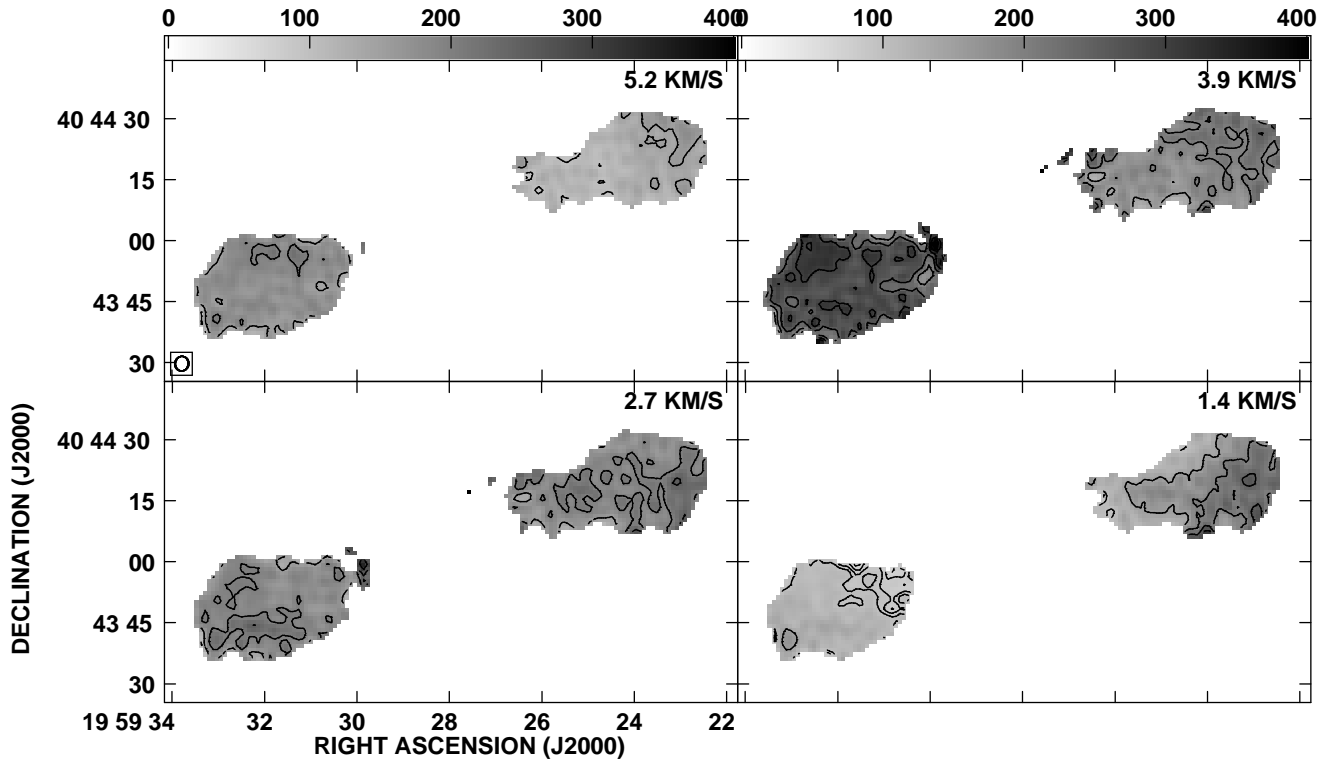 0 100 200 300 400 0 100 200 300 400
5.2 KM/S 3.9 KM/S
40 44 30
15
00
43 45
30
2.7 KM/S 1.4 KM/S
40 44 30
15
00
43 45
30
DECLINATION (J2000)
19 59 34 32 30 28 26 24 22
RIGHT ASCENSION (J2000)